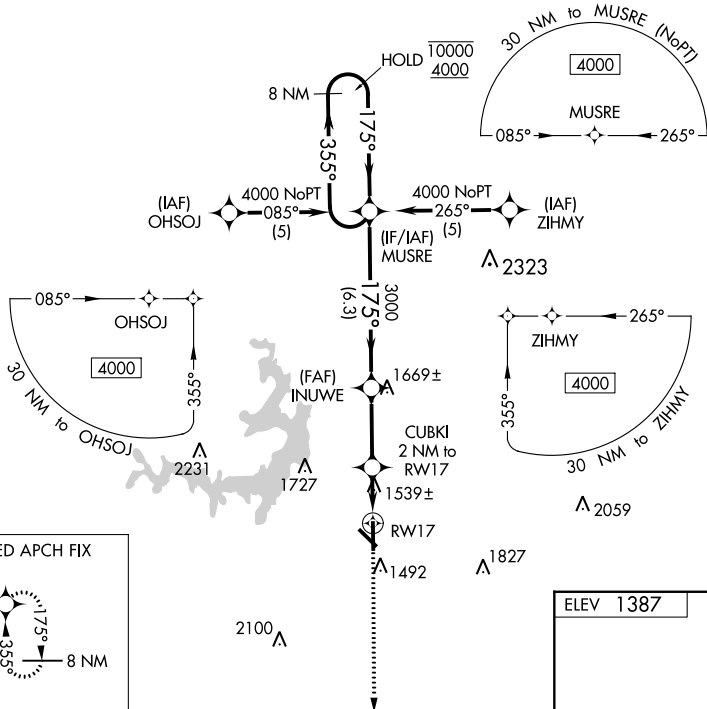 30 NM to MUSRE (NoPT)
4000
MUSRE
085°
265°
HOLD
10000
4000
8 NM
175°
355°
(IAF)
OHSOJ
4000 NoPT
085°
(5)
4000 NoPT
265°
(5)
(IAF)
ZIHMY
(IF/IAF)
MUSRE
2323
3000
175°
(6.3)
085°
OHSOJ
4000
355°
30 NM to OHSOJ
265°
ZIHMY
4000
355°
30 NM to ZIHMY
(FAF)
INUWE
1669±
CUBKI
2 NM to
RW17
1539±
RW17
2231
1727
2059
1492
1827
2100
ED APCH FIX
175°
355°
8 NM
ELEV 1387